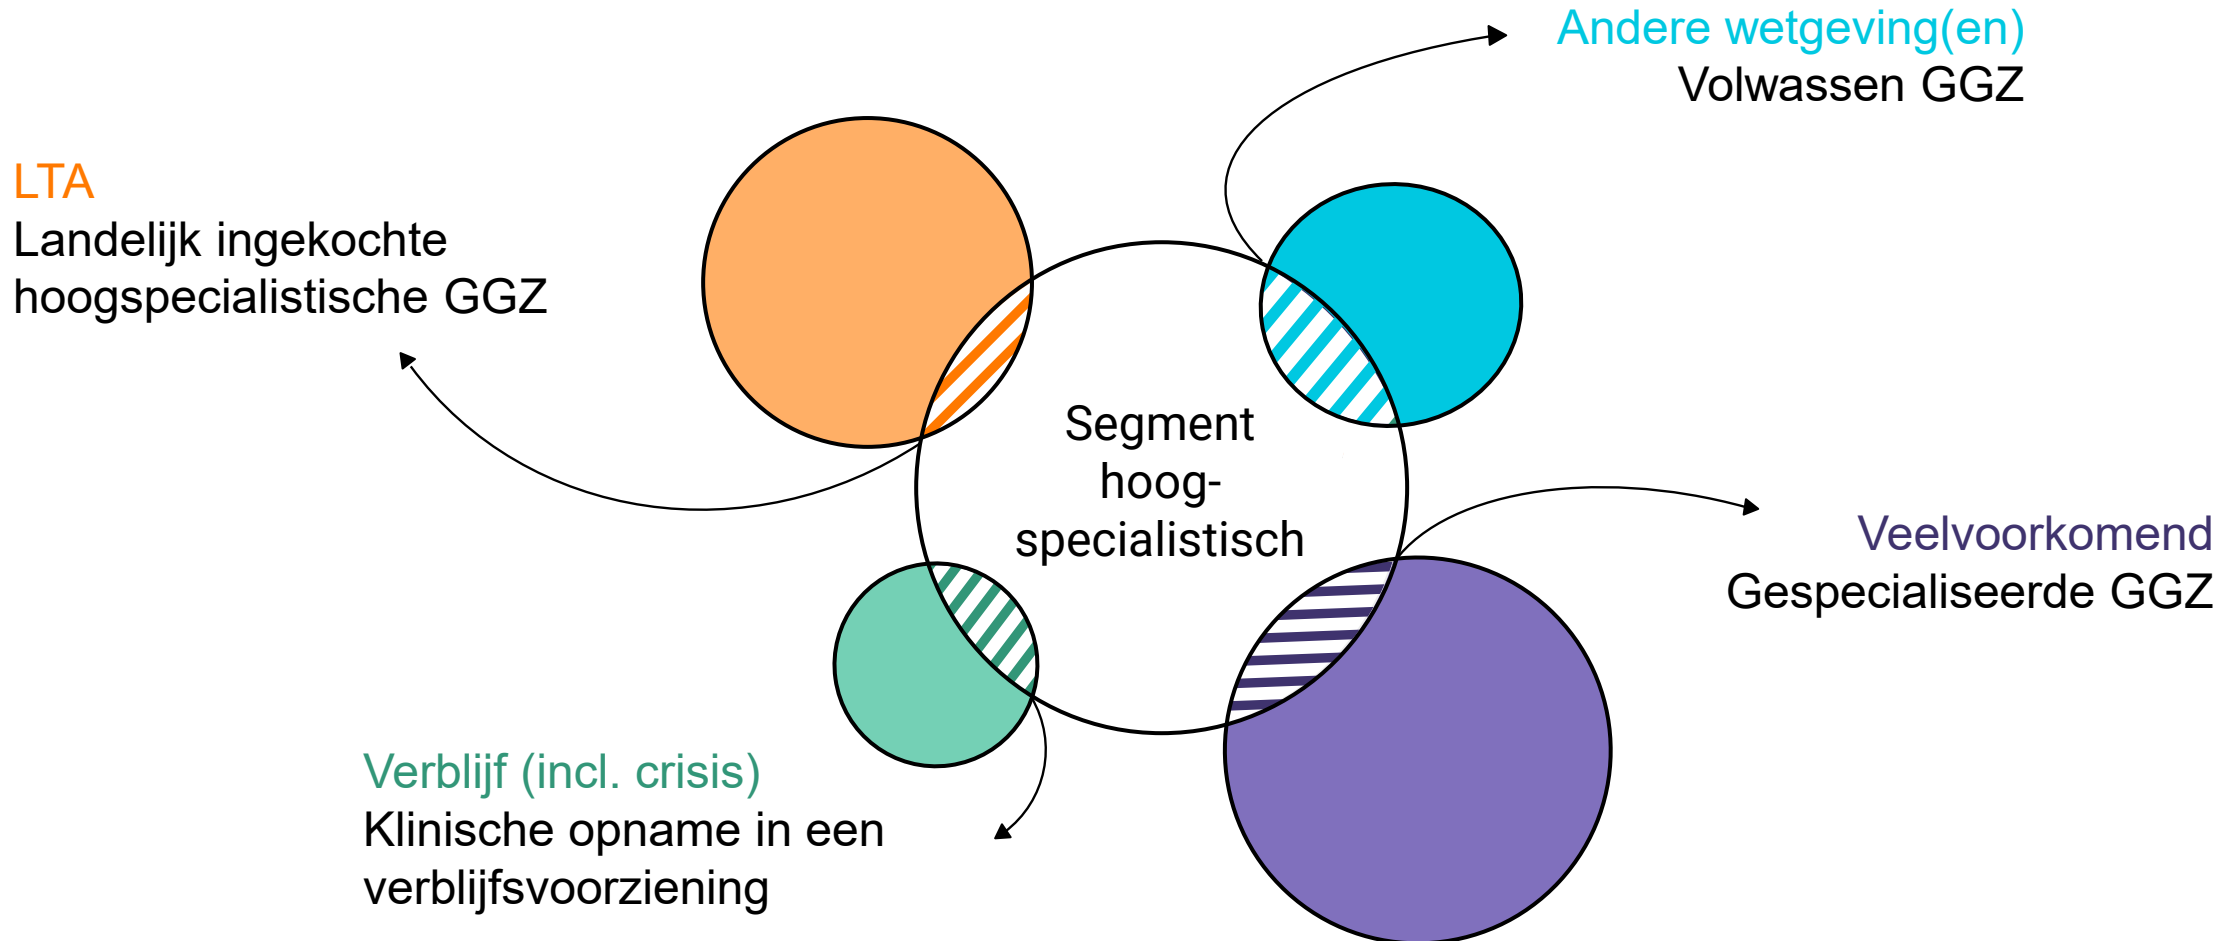 Andere wetgeving(en)
Volwassen GGZ
LTA
Landelijk ingekochte
hoogspecialistische GGZ
Segment
hoog-
specialistisch
Veelvoorkomend
Gespecialiseerde GGZ
Verblijf (incl. crisis)
Klinische opname in een
verblijfsvoorziening